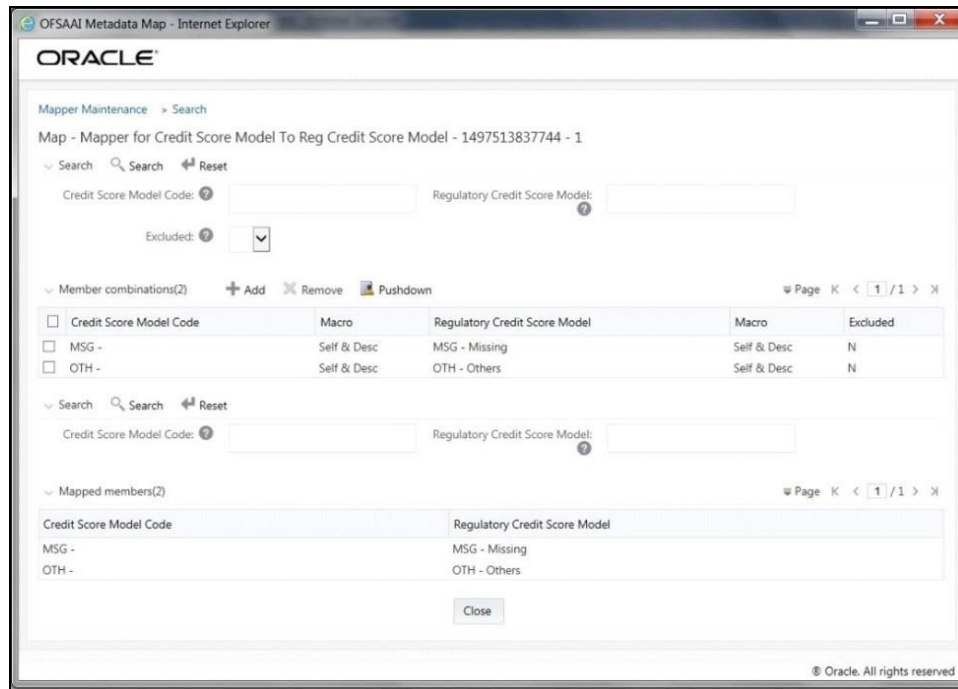 OFSAAI Metadata Map - Internet Explorer
ORACLE
Mapper Maintenance » Search
Map - Mapper for Credit Score Model To Reg Credit Score Model - 1497513837744 - 1
Search Search Reset
Credit Score Model Code: ? Regulatory Credit Score Model: ?
Excluded: ?
Member combinations(2) Add Remove Pushdown Page 1 / 1
Credit Score Model Code Macro Regulatory Credit Score Model Macro Excluded
MSG - Self & Desc MSG - Missing Self & Desc N
OTH - Self & Desc OTH - Others Self & Desc N
Search Search Reset
Credit Score Model Code: ? Regulatory Credit Score Model: ?
Mapped members(2) Page 1 / 1
Credit Score Model Code Regulatory Credit Score Model
MSG - MSG - Missing
OTH - OTH - Others
Close
® Oracle. All rights reserved